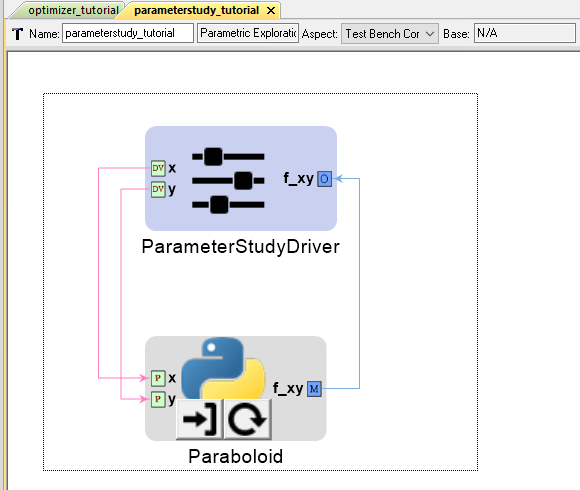 optimizer_tutorial parameterstudy_tutorial
T Name: parameterstudy_tutorial Parametric Exploratio Aspect: Test Bench Cor Base: N/A
DV x
f_xy O
DV y
ParameterStudyDriver
P x
f_xy M
P y
Paraboloid